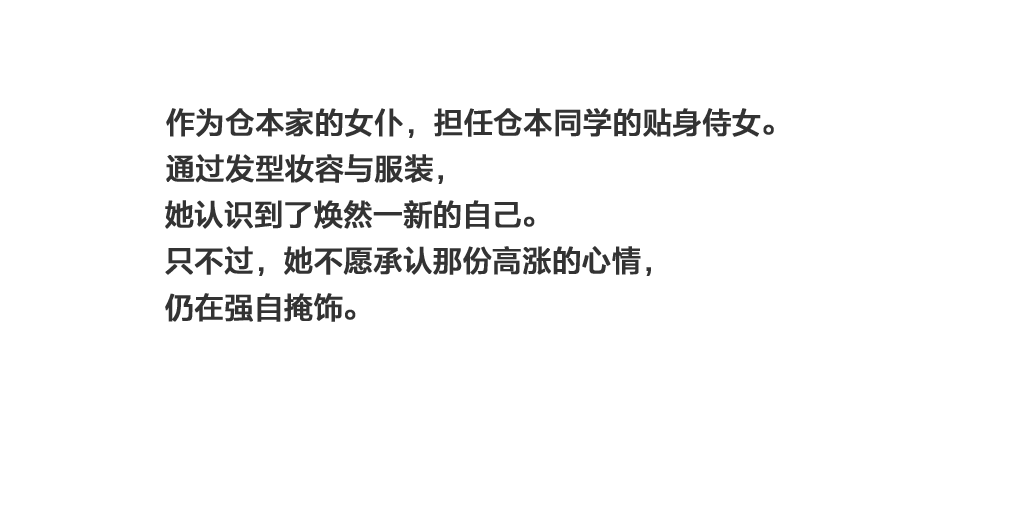 作为仓本家的女仆，担任仓本同学的贴身侍女。
通过发型妆容与服装，
她认识到了焕然一新的自己。
只不过，她不愿承认那份高涨的心情，
仍在强自掩饰。